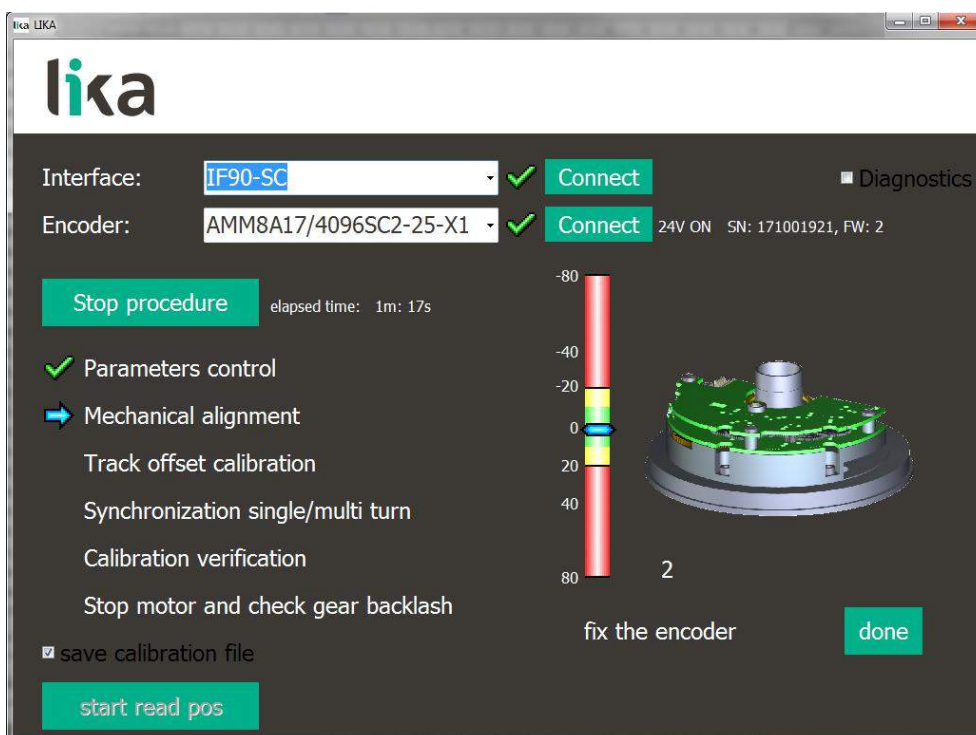 lika LIKA
lika
Interface: IF90-SC Connect Diagnostics
Encoder: AMM8A17/4096SC2-25-X1 Connect 24V ON SN: 171001921, FW: 2
Stop procedure elapsed time: 1m: 17s
Parameters control
Mechanical alignment
Track offset calibration
Synchronization single/multi turn
Calibration verification
Stop motor and check gear backlash
save calibration file
start read pos
-80
-40
-20
0
20
40
80
2
fix the encoder done